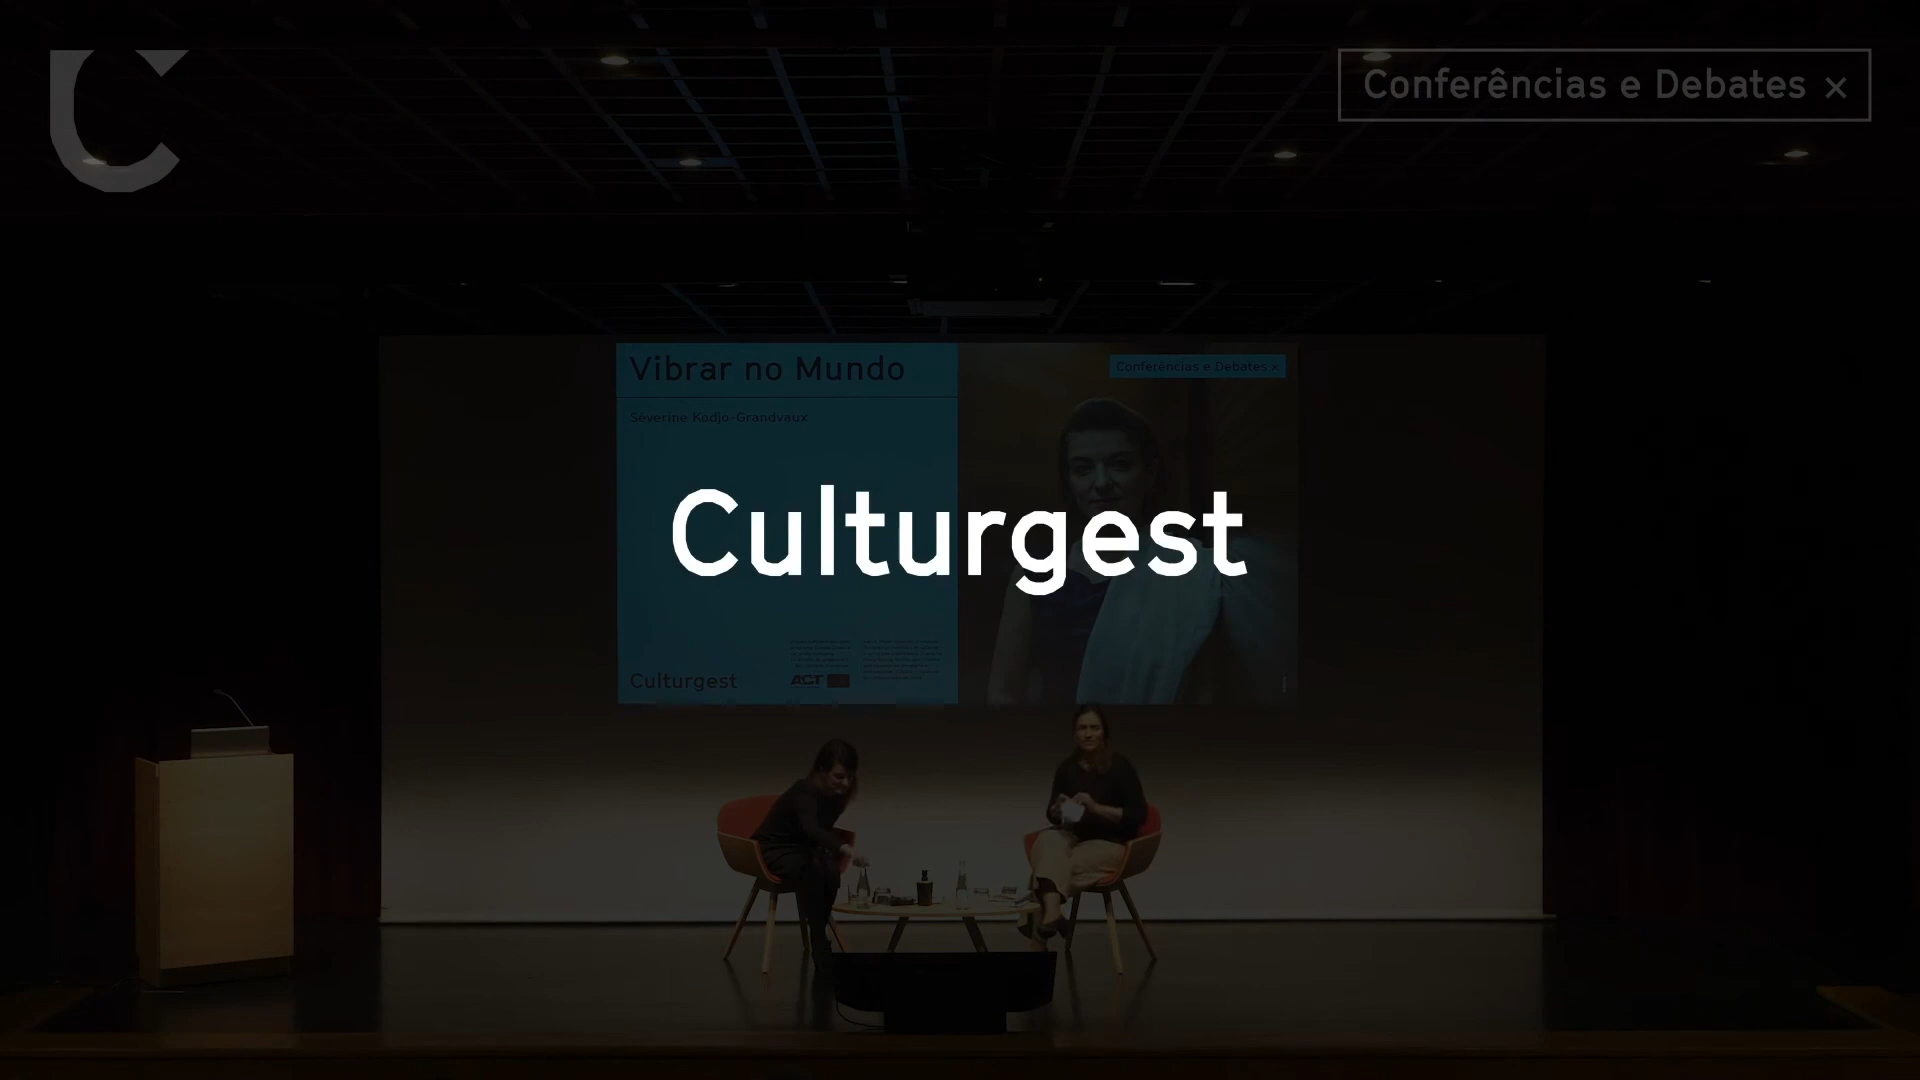 C
Conferências e Debates ×
Vibrar no Mundo
Conferências e Debates ×
Séverine Kodjo-Grandvaux
Culturgest
Culturgest
ACT